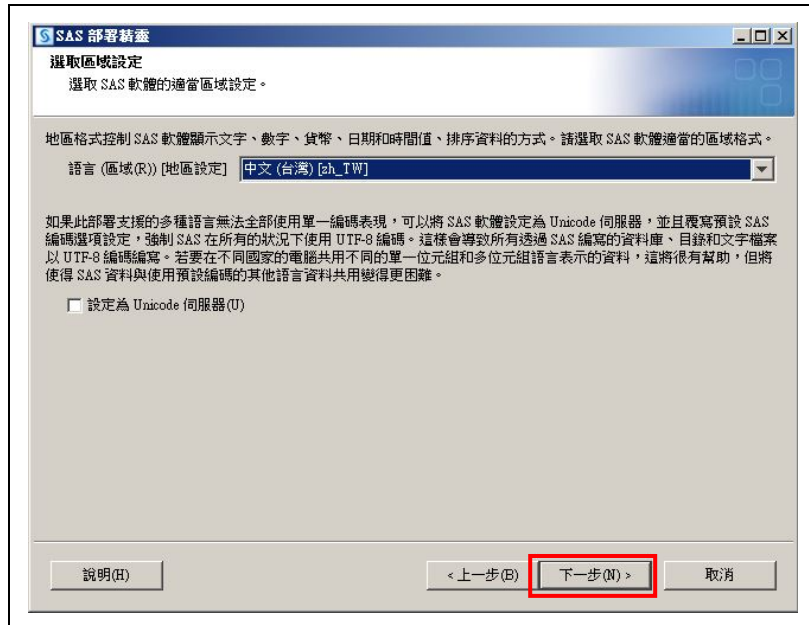 SAS 部署精靈
選取區域設定
選取 SAS 軟體的適當區域設定。
地區格式控制 SAS 軟體顯示文字、數字、貨幣、日期和時間值、排序資料的方式。請選取 SAS 軟體適當的區域格式。
語言 (區域(R)) [地區設定] 中文 (台灣) [zh_TW]
如果此部署支援的多種語言無法全部使用單一編碼表現，可以將 SAS 軟體設定為 Unicode 伺服器，並且覆寫預設 SAS
編碼選項設定，強制 SAS 在所有的狀況下使用 UTF-8 編碼。這樣會導致所有透過 SAS 編寫的資料庫、目錄和文字檔案
以 UTF-8 編碼編寫。若要在不同國家的電腦共用不同的單一位元組和多位元組語言表示的資料，這將很有幫助，但將
使得 SAS 資料與使用預設編碼的其他語言資料共用變得更困難。
設定為 Unicode 伺服器(U)
說明(H) <上一步(B) 下一步(N) > 取消